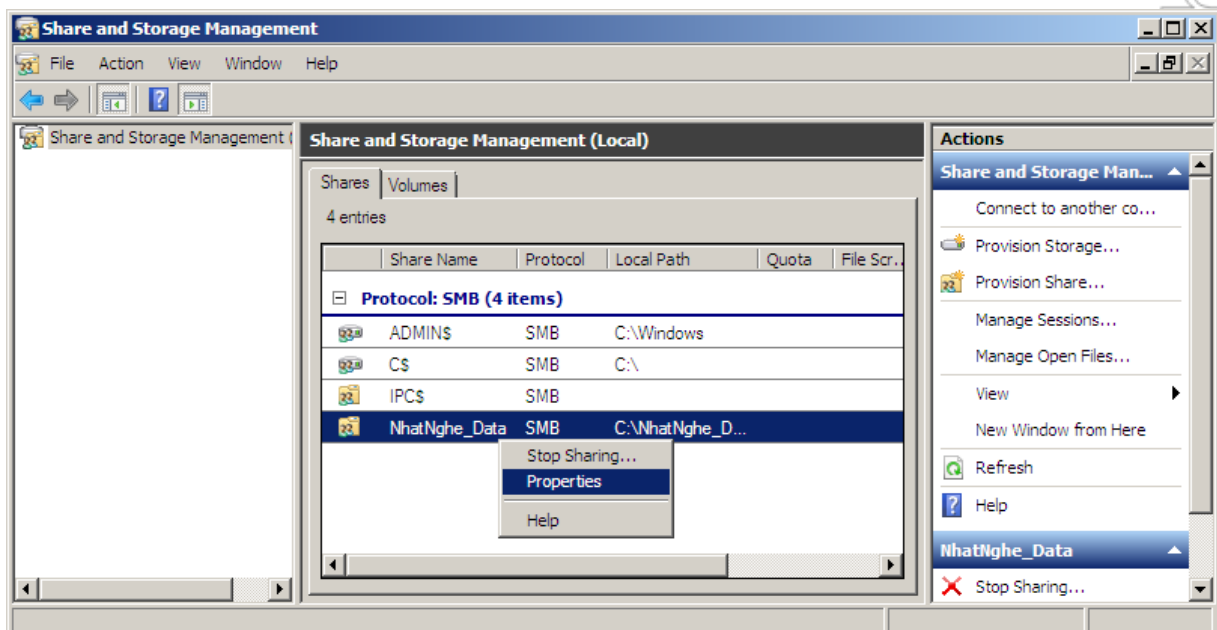 Share and Storage Management
File Action View Window Help
Share and Storage Management (
Share and Storage Management (Local)
Shares Volumes
4 entries
Share Name Protocol Local Path Quota File Scr..
Protocol: SMB (4 items)
ADMIN$ SMB C:\Windows
C$ SMB C:\
IPC$ SMB
NhatNghe_Data SMB C:\NhatNghe_D...
Stop Sharing...
Properties
Help
Actions
Share and Storage Man...
Connect to another co...
Provision Storage...
Provision Share...
Manage Sessions...
Manage Open Files...
View
New Window from Here
Refresh
Help
NhatNghe_Data
Stop Sharing...